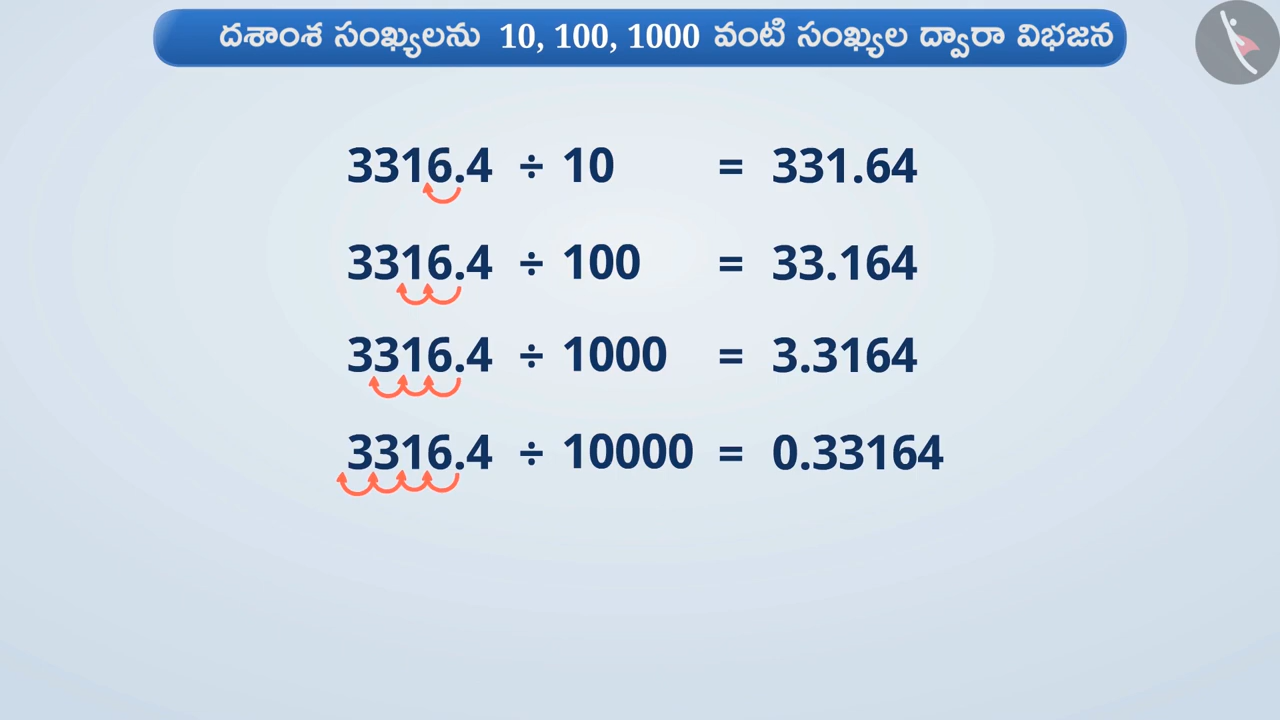 దశాంశ సంఖ్యలను 10, 100, 1000 వంటి సంఖ్యల ద్వారా విభజన
3316.4 ÷ 10 = 331.64
3316.4 ÷ 100 = 33.164
3316.4 ÷ 1000 = 3.3164
3316.4 ÷ 10000 = 0.33164